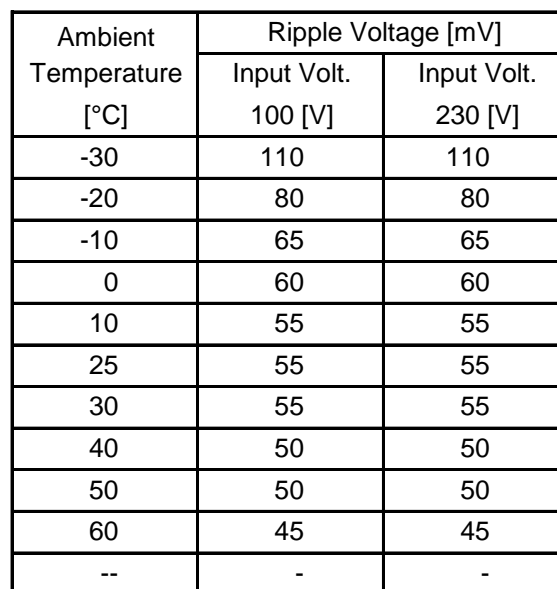 Ambient Temperature [°C] Ripple Voltage [mV]
Input Volt. 100 [V] Input Volt. 230 [V]
-30 110 110
-20 80 80
-10 65 65
0 60 60
10 55 55
25 55 55
30 55 55
40 50 50
50 50 50
60 45 45
-- - -